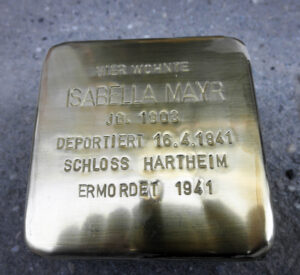 HIER WOHNTE
ISABELLA MAYR
JG. 1903
DEPORTIERT 16.4.1941
SCHLOSS HARTHEIM
ERMORDET 1941